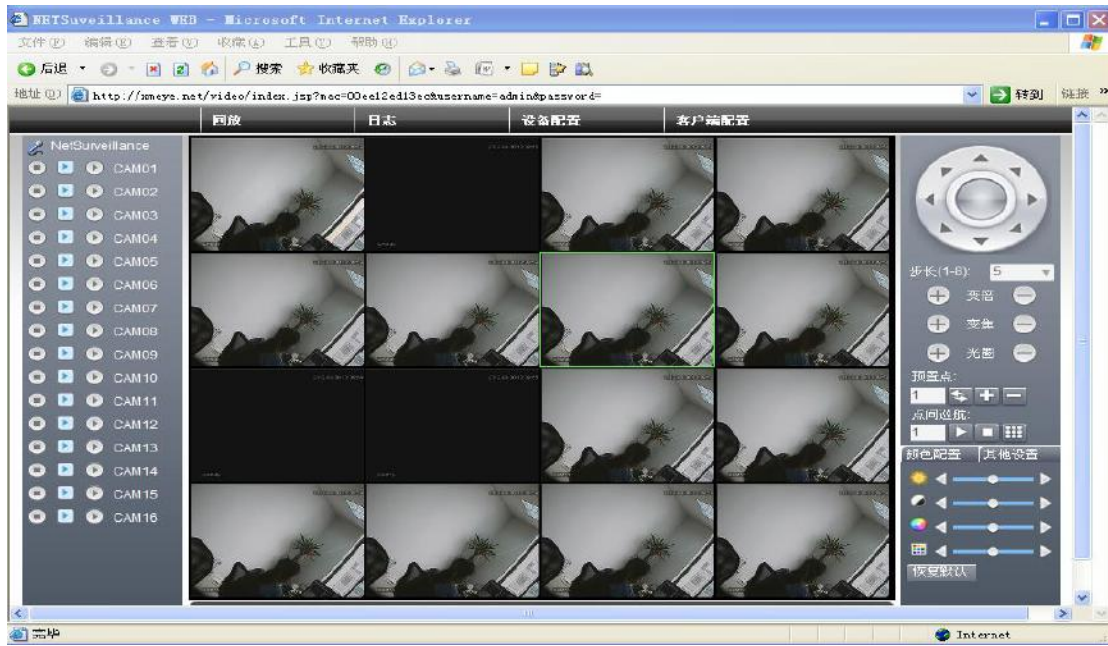 NETSuveillance WEB - Microsoft Internet Explorer
文件(F) 编辑(E) 查看(V) 收藏(A) 工具(T) 帮助(H)
后退 搜索 收藏夹
地址(D) http://xmeye.net/video/index.jsp?mac=00ee12ed13ec&username=admin&password= 转到 链接 »
回放 日志 设备配置 客户端配置
NetSurveillance
CAM01
CAM02
CAM03
CAM04
CAM05
CAM06
CAM07
CAM08
CAM09
CAM10
CAM11
CAM12
CAM13
CAM14
CAM15
CAM16
步长(1-8): 5
变倍
变焦
光圈
预置点:
1
点间巡航:
1
颜色配置 其他设置
恢复默认
完毕 Internet